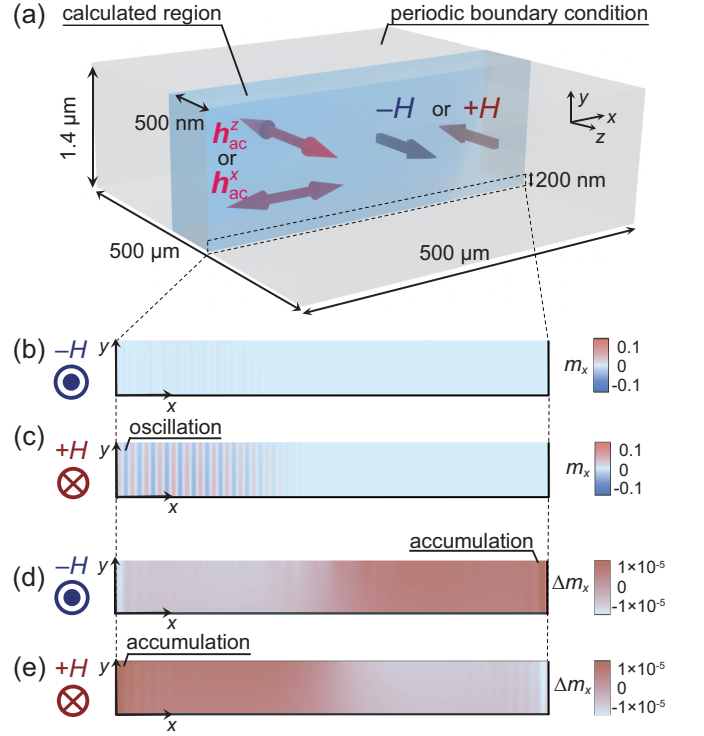 (a)
calculated region
periodic boundary condition
1.4 µm
500 nm
h^z_ac
or
h^x_ac
–H or +H
y
x
z
200 nm
500 µm
500 µm
(b)
–H
y
x
m_x
0.1
0
-0.1
(c)
+H
oscillation
y
x
m_x
0.1
0
-0.1
(d)
–H
accumulation
y
x
Δm_x
1×10⁻⁵
0
-1×10⁻⁵
(e)
+H
accumulation
y
x
Δm_x
1×10⁻⁵
0
-1×10⁻⁵